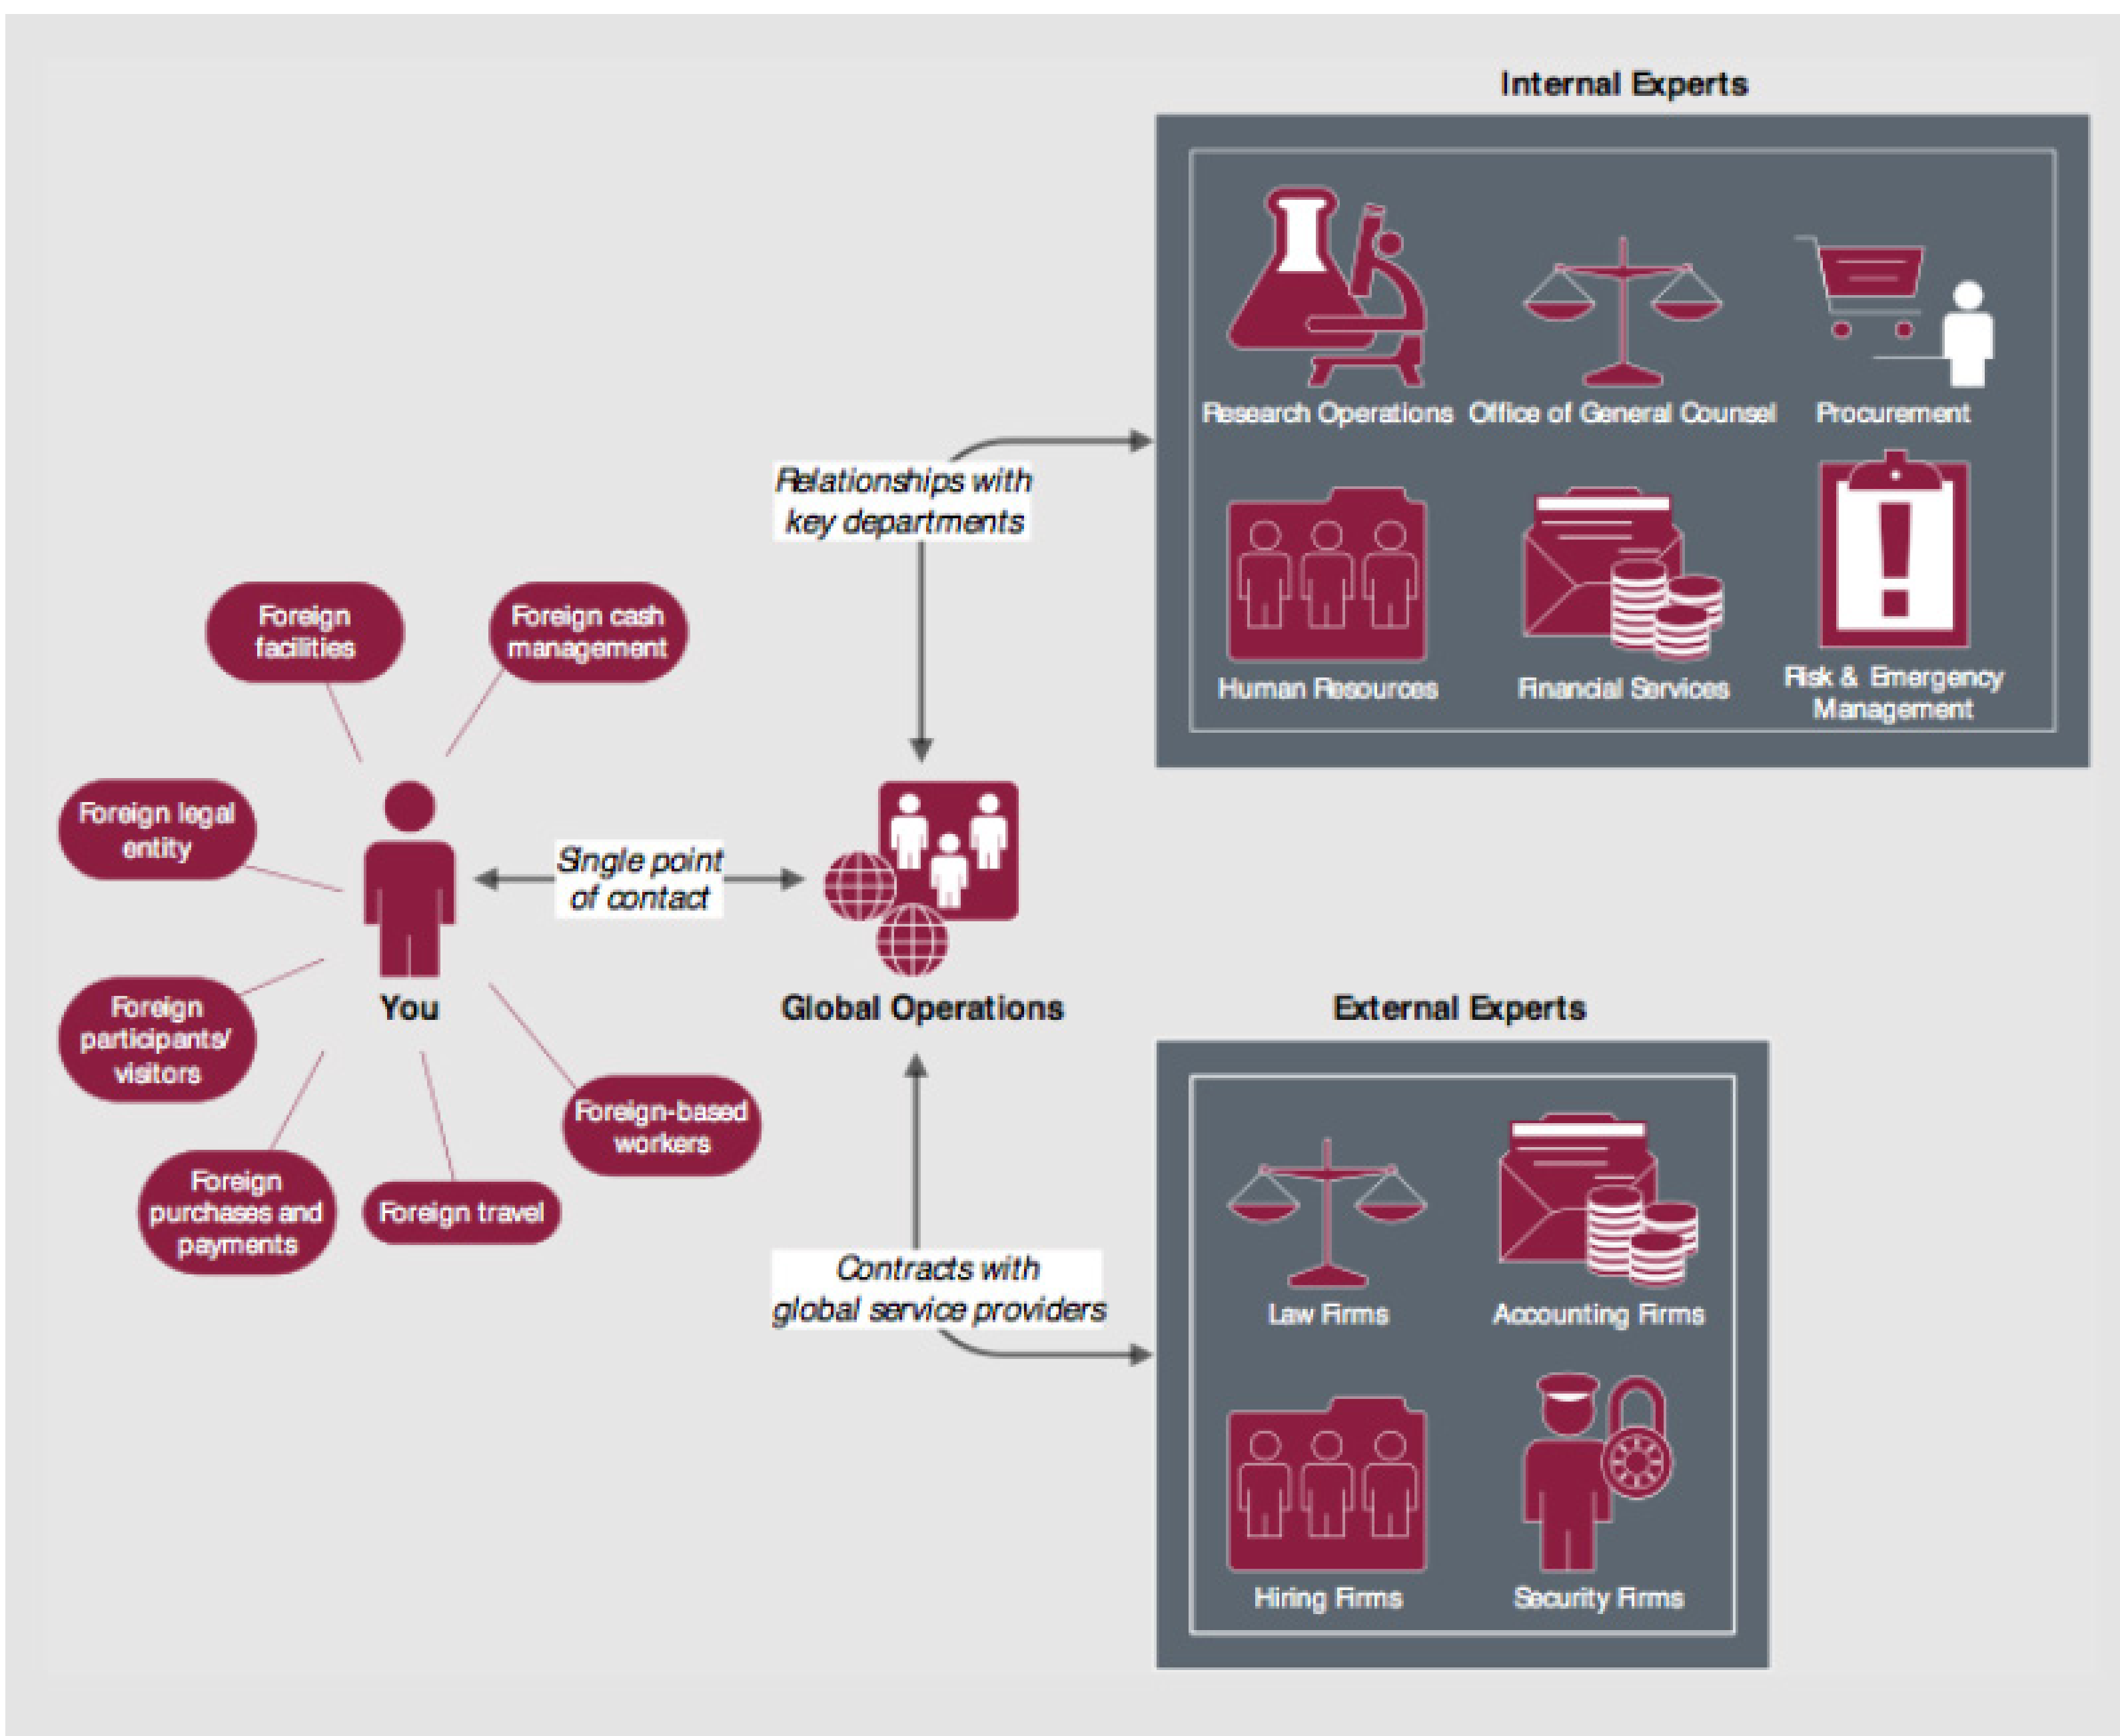 Internal Experts
Research Operations
Office of General Counsel
Procurement
Relationships with
key departments
Human Resources
Financial Services
Risk & Emergency
Management
Foreign
facilities
Foreign cash
management
Foreign legal
entity
Single point
of contact
Foreign
participants/
visitors
You
Global Operations
External Experts
Foreign-based
workers
Foreign
purchases and
payments
Foreign travel
Contracts with
global service providers
Law Firms
Accounting Firms
Hiring Firms
Security Firms